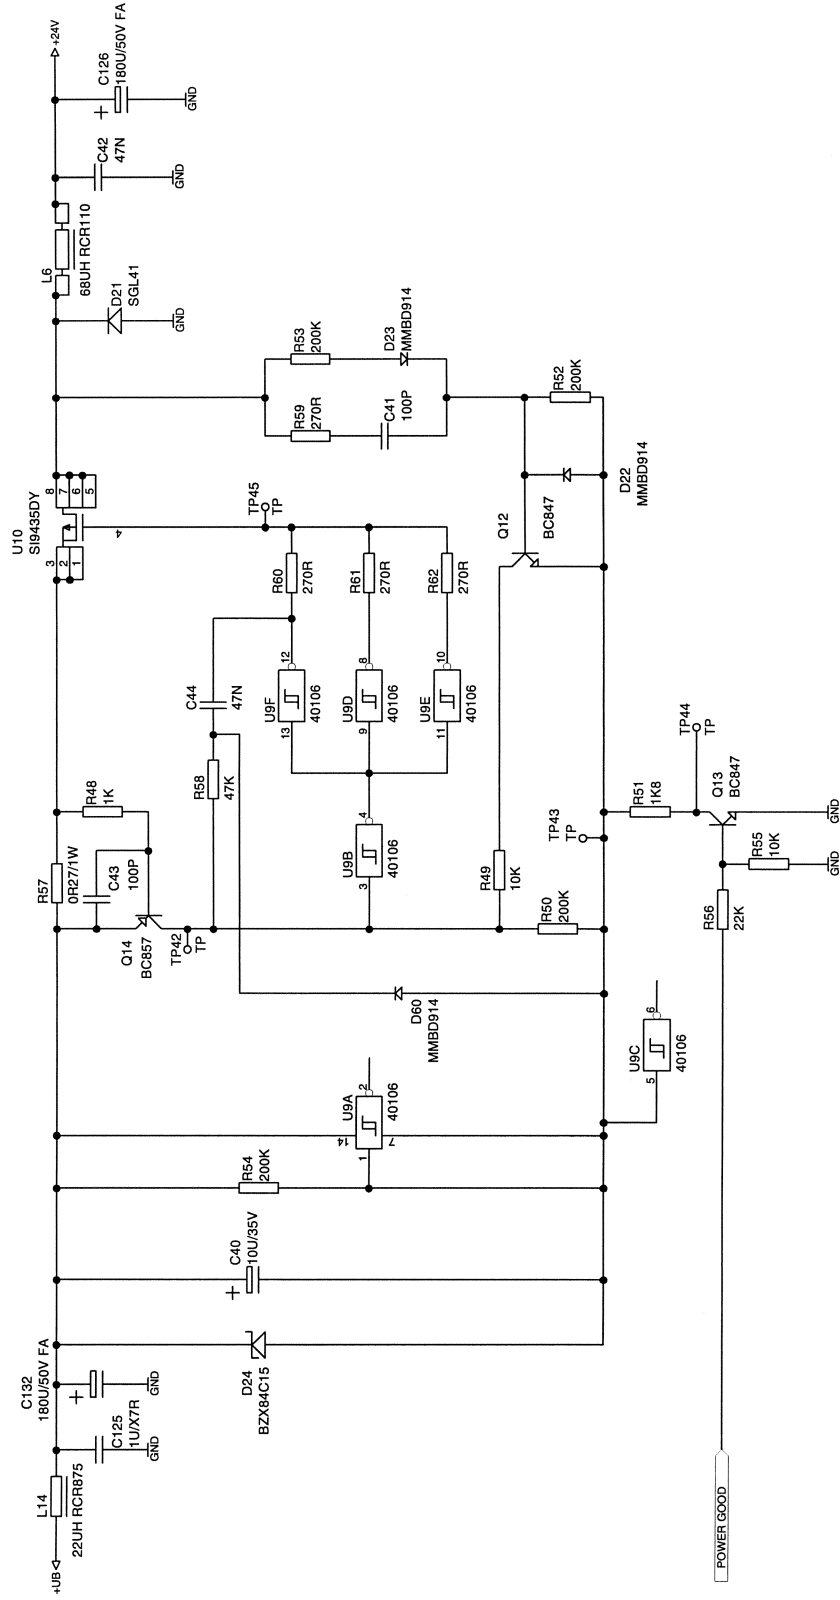 +24V
C126
180U/50V FA
+
GND
C42
47N
GND
L6
68UH RCR110
D21
SGL41
GND
R53
200K
D23
MMBD914
R59
270R
C41
100P
R52
200K
D22
MMBD914
Q12
BC847
U10
SI9435DY
8
7
6
5
3
2
1
4
TP45
TP
R60
270R
R61
270R
R62
270R
C44
47N
12
U9F
40106
13
8
U9D
40106
9
10
U9E
40106
11
R58
47K
R48
1K
R57
0R27/1W
C43
100P
Q14
BC857
TP42
TP
4
U9B
40106
3
R49
10K
R50
200K
TP43
TP
R51
1K8
TP44
TP
Q13
BC847
GND
R55
10K
GND
R56
22K
D60
MMBD914
6
U9C
40106
5
2
U9A
40106
14
7
1
R54
200K
C40
10U/35V
+
D24
BZX84C15
C132
180U/50V FA
+
GND
C125
1U/X7R
GND
L14
22UH RCR875
+UB
POWER GOOD